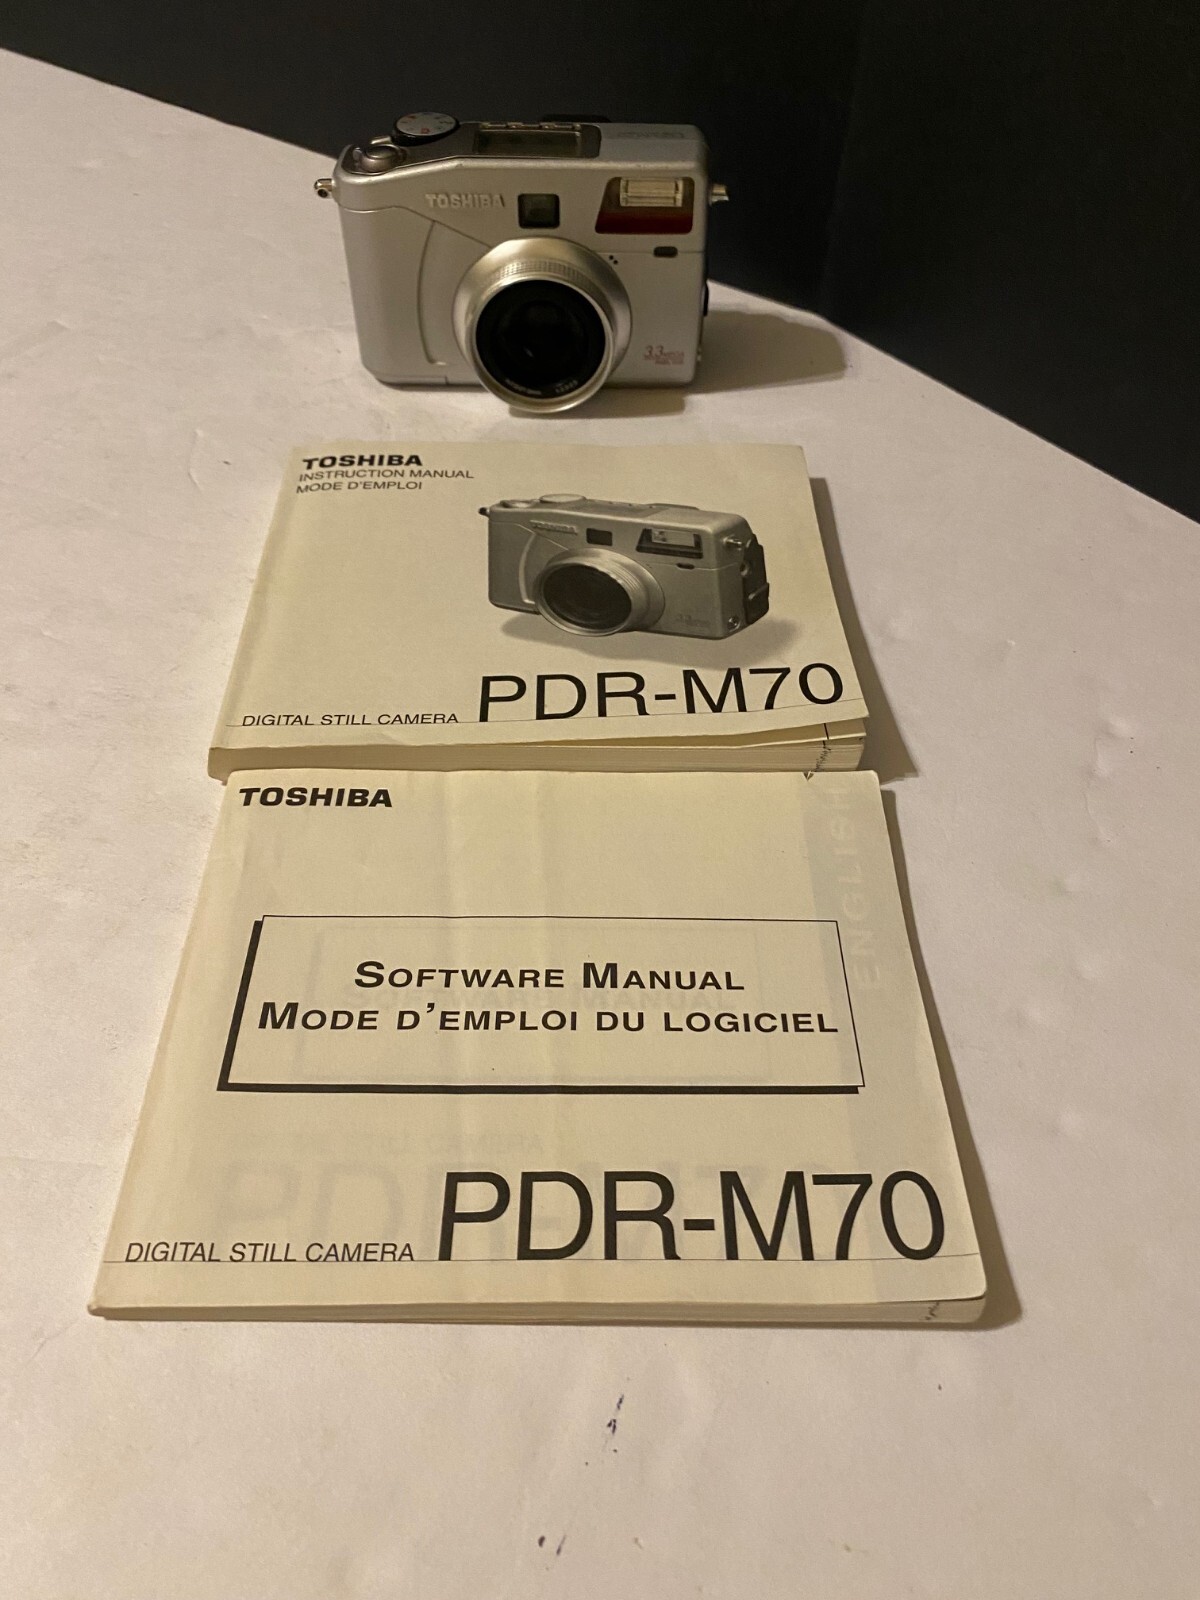 TOSHIBA
3.3
TOSHIBA
INSTRUCTION MANUAL
MODE D'EMPLOI
TOSHIBA
DIGITAL STILL CAMERA PDR-M70
TOSHIBA
ENGLISH
SOFTWARE MANUAL
MODE D'EMPLOI DU LOGICIEL
DIGITAL STILL CAMERA PDR-M70